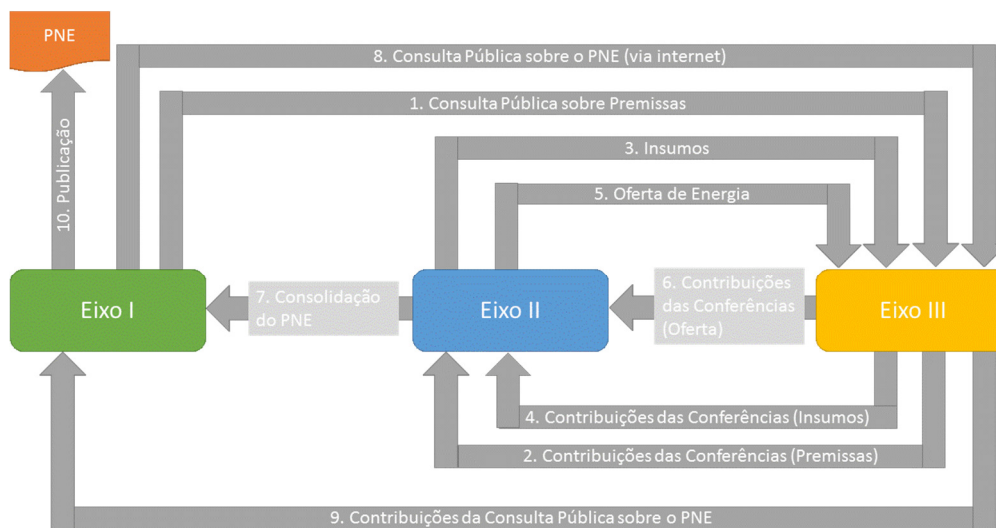 PNE
8. Consulta Pública sobre o PNE (via internet)
1. Consulta Pública sobre Premissas
3. Insumos
5. Oferta de Energia
10. Publicação
Eixo I
7. Consolidação
do PNE
Eixo II
6. Contribuições
das Conferências
(Oferta)
Eixo III
4. Contribuições das Conferências (Insumos)
2. Contribuições das Conferências (Premissas)
9. Contribuições da Consulta Pública sobre o PNE